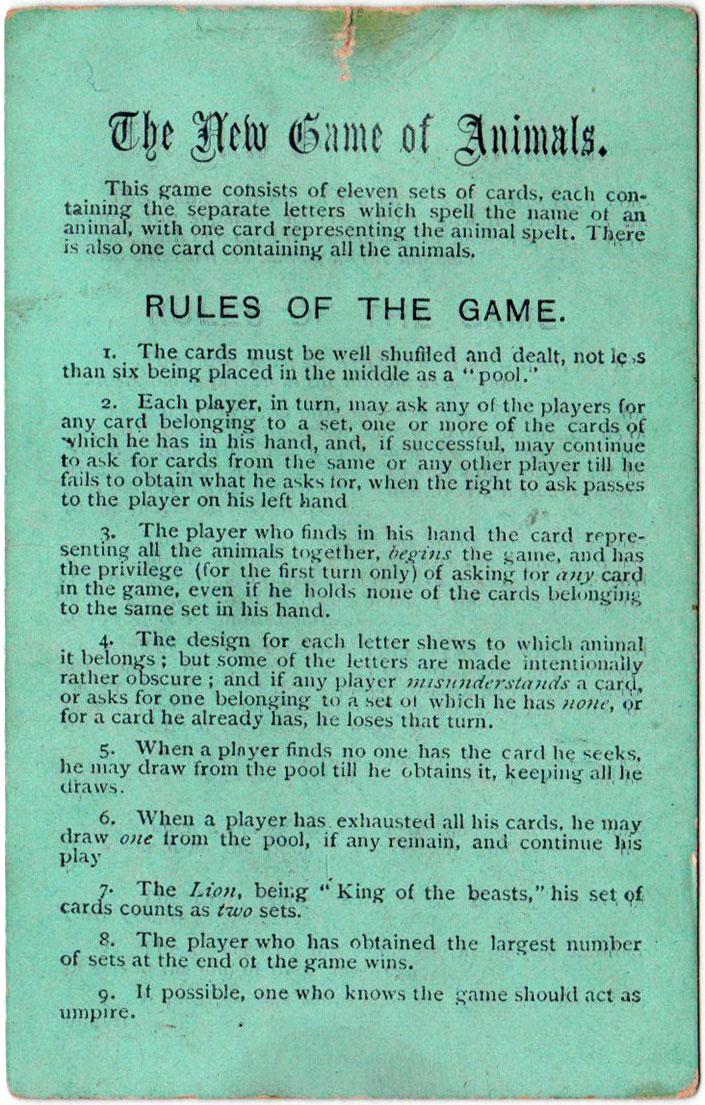 The New Game of Animals.
This game consists of eleven sets of cards, each con-
taining the separate letters which spell the name of an
animal, with one card representing the animal spelt. There
is also one card containing all the animals.
RULES OF THE GAME.
1. The cards must be well shuffled and dealt, not less
than six being placed in the middle as a "pool."
2. Each player, in turn, may ask any of the players for
any card belonging to a set, one or more of the cards of
which he has in his hand, and, if successful, may continue
to ask for cards from the same or any other player till he
fails to obtain what he asks for, when the right to ask passes
to the player on his left hand
3. The player who finds in his hand the card repre-
senting all the animals together, begins the game, and has
the privilege (for the first turn only) of asking for any card
in the game, even if he holds none of the cards belonging
to the same set in his hand.
4. The design for each letter shews to which animal
it belongs; but some of the letters are made intentionally
rather obscure; and if any player misunderstands a card,
or asks for one belonging to a set of which he has none, or
for a card he already has, he loses that turn.
5. When a player finds no one has the card he seeks,
he may draw from the pool till he obtains it, keeping all he
draws.
6. When a player has exhausted all his cards, he may
draw one from the pool, if any remain, and continue his
play
7. The Lion, being "King of the beasts," his set of
cards counts as two sets.
8. The player who has obtained the largest number
of sets at the end of the game wins.
9. If possible, one who knows the game should act as
umpire.